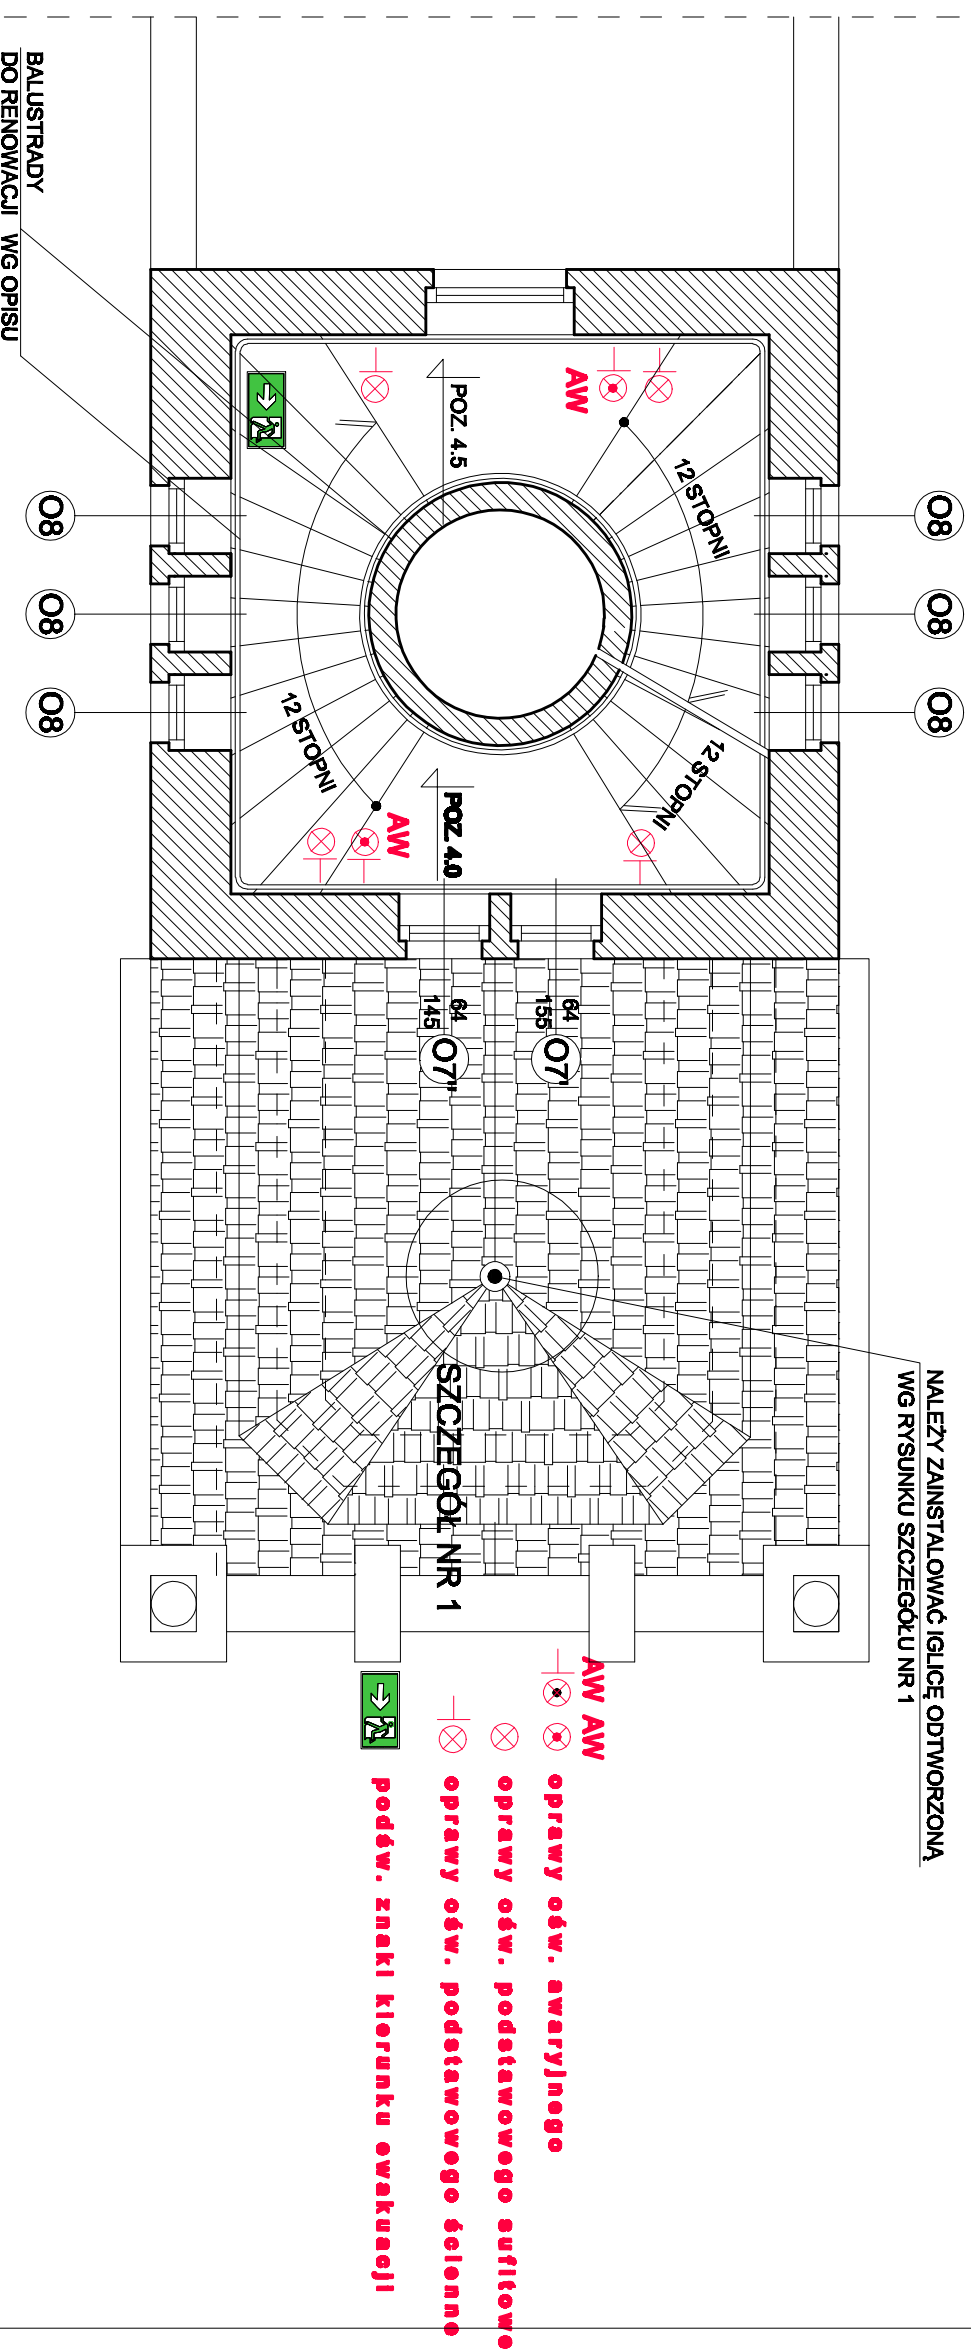 NALEŻY ZAINSTALOWAĆ IGLICĘ ODTWORZONĄ
WG RYSUNKU SZCZEGÓŁU NR 1
O8
O8
O8
12 STOPNI
12 STOPNI
AW
POZ. 4.5
POZ. 4.0
AW
12 STOPNI
64
155
O7'
64
145
O7"
SZCZEGÓŁ NR 1
O8
O8
O8
BALUSTRADY
DO RENOWACJI WG OPISU
AW AW
oprawy ośw. awaryjnego
oprawy ośw. podstawowego sufitowe
oprawy ośw. podstawowego ścienne
podśw. znaki kierunku ewakuacji